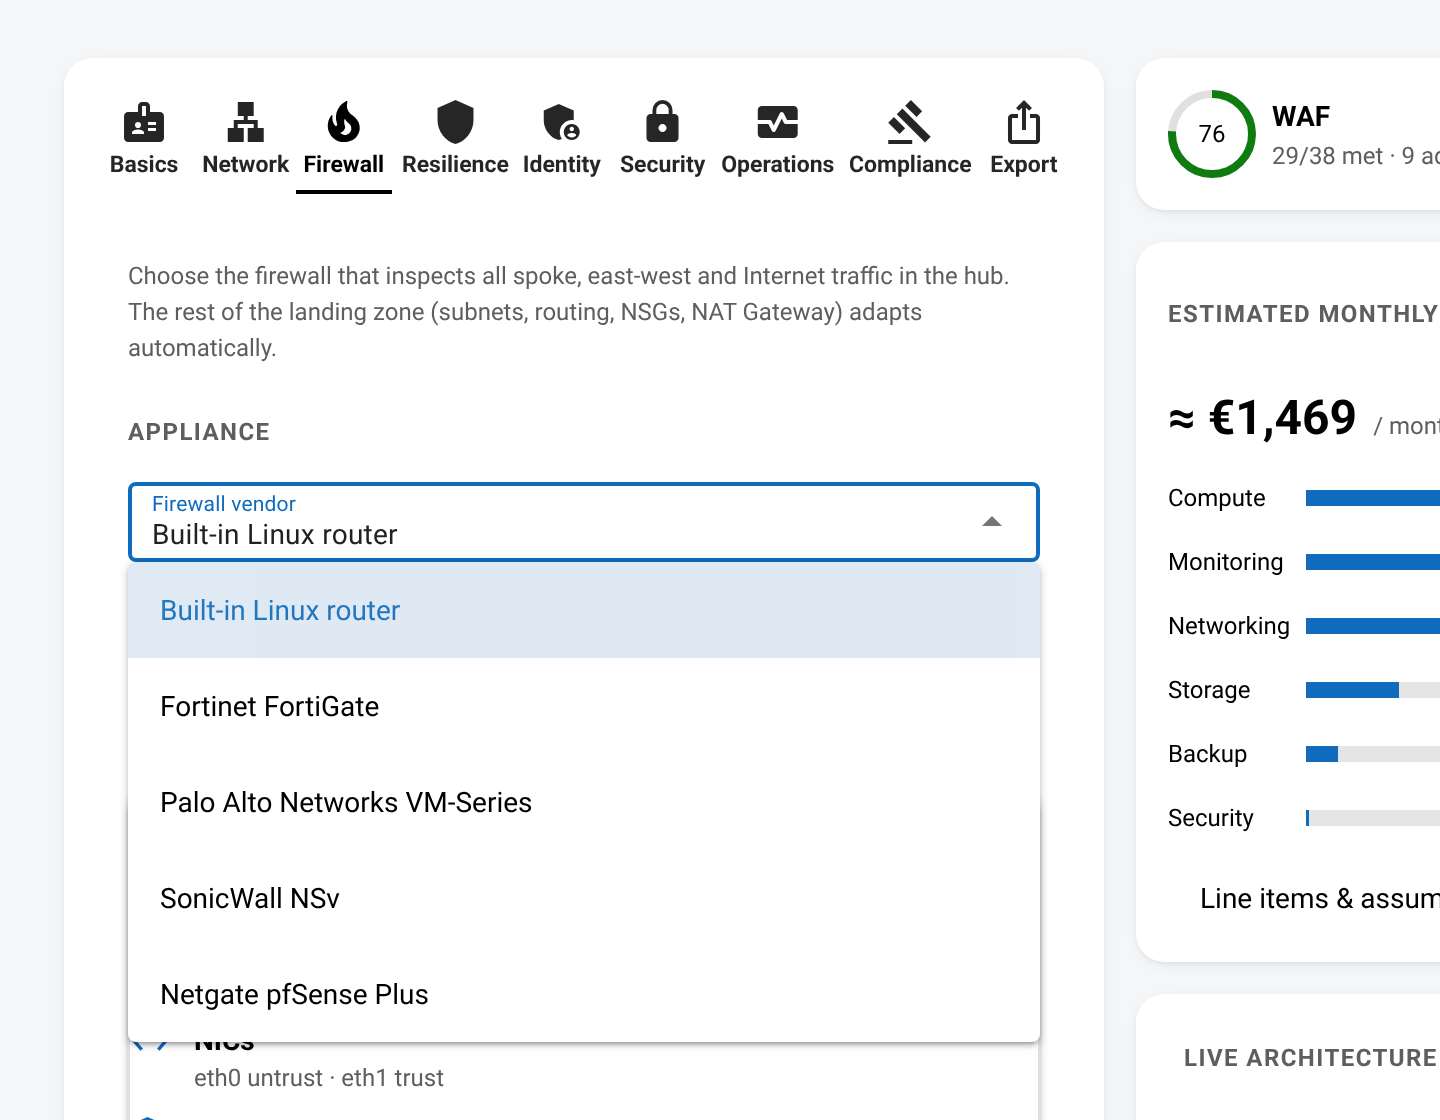 Basics
Network
Firewall
Resilience
Identity
Security
Operations
Compliance
Export
Choose the firewall that inspects all spoke, east-west and Internet traffic in the hub.
The rest of the landing zone (subnets, routing, NSGs, NAT Gateway) adapts
automatically.
APPLIANCE
Firewall vendor
Built-in Linux router
Built-in Linux router
Fortinet FortiGate
Palo Alto Networks VM-Series
SonicWall NSv
Netgate pfSense Plus
NICs
eth0 untrust · eth1 trust
76
WAF
29/38 met · 9
ESTIMATED MONTHLY
≈ €1,469 /
Compute
Monitoring
Networking
Storage
Backup
Security
Line items &
LIVE ARCHITECTURE